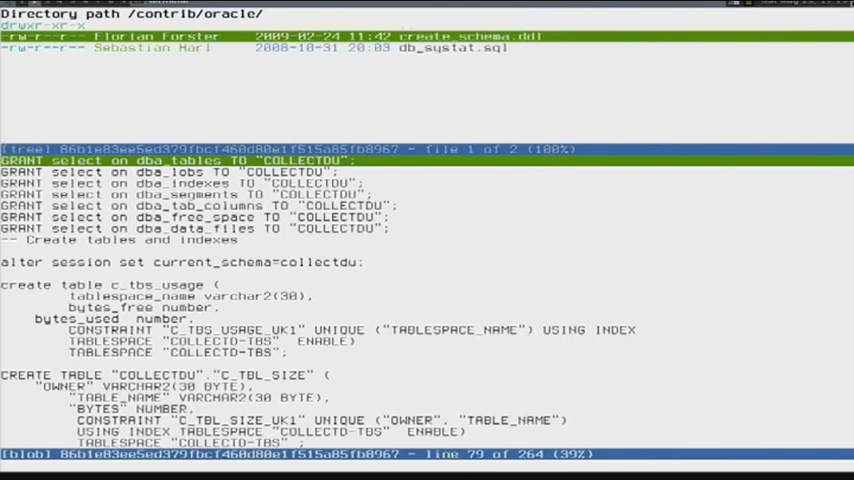 Directory path /contrib/oracle/
drwxr-xr-x
-rw-r--r-- Florian Forster 2009-02-24 11:42 create_schema.ddl
-rw-r--r-- Sebastian Harl 2008-10-31 20:03 db_systat.sql
[tree] 86b1e83ee5ed379fbcf460d80e1f515a85fb8967 - file 1 of 2 (100%)
GRANT select on dba_tables TO "COLLECTDU";
GRANT select on dba_lobs TO "COLLECTDU";
GRANT select on dba_indexes TO "COLLECTDU";
GRANT select on dba_segments TO "COLLECTDU";
GRANT select on dba_tab_columns TO "COLLECTDU";
GRANT select on dba_free_space TO "COLLECTDU";
GRANT select on dba_data_files TO "COLLECTDU";
-- Create tables and indexes
alter session set current_schema=collectdu;
create table c_tbs_usage (
tablespace_name varchar2(30),
bytes_free number,
bytes_used number,
CONSTRAINT "C_TBS_USAGE_UK1" UNIQUE ("TABLESPACE_NAME") USING INDEX
TABLESPACE "COLLECTD-TBS" ENABLE)
TABLESPACE "COLLECTD-TBS";
CREATE TABLE "COLLECTDU"."C_TBL_SIZE" (
"OWNER" VARCHAR2(30 BYTE),
"TABLE_NAME" VARCHAR2(30 BYTE),
"BYTES" NUMBER,
CONSTRAINT "C_TBL_SIZE_UK1" UNIQUE ("OWNER", "TABLE_NAME")
USING INDEX TABLESPACE "COLLECTD-TBS" ENABLE)
TABLESPACE "COLLECTD-TBS" ;
[blob] 86b1e83ee5ed379fbcf460d80e1f515a85fb8967 - line 79 of 264 (39%)